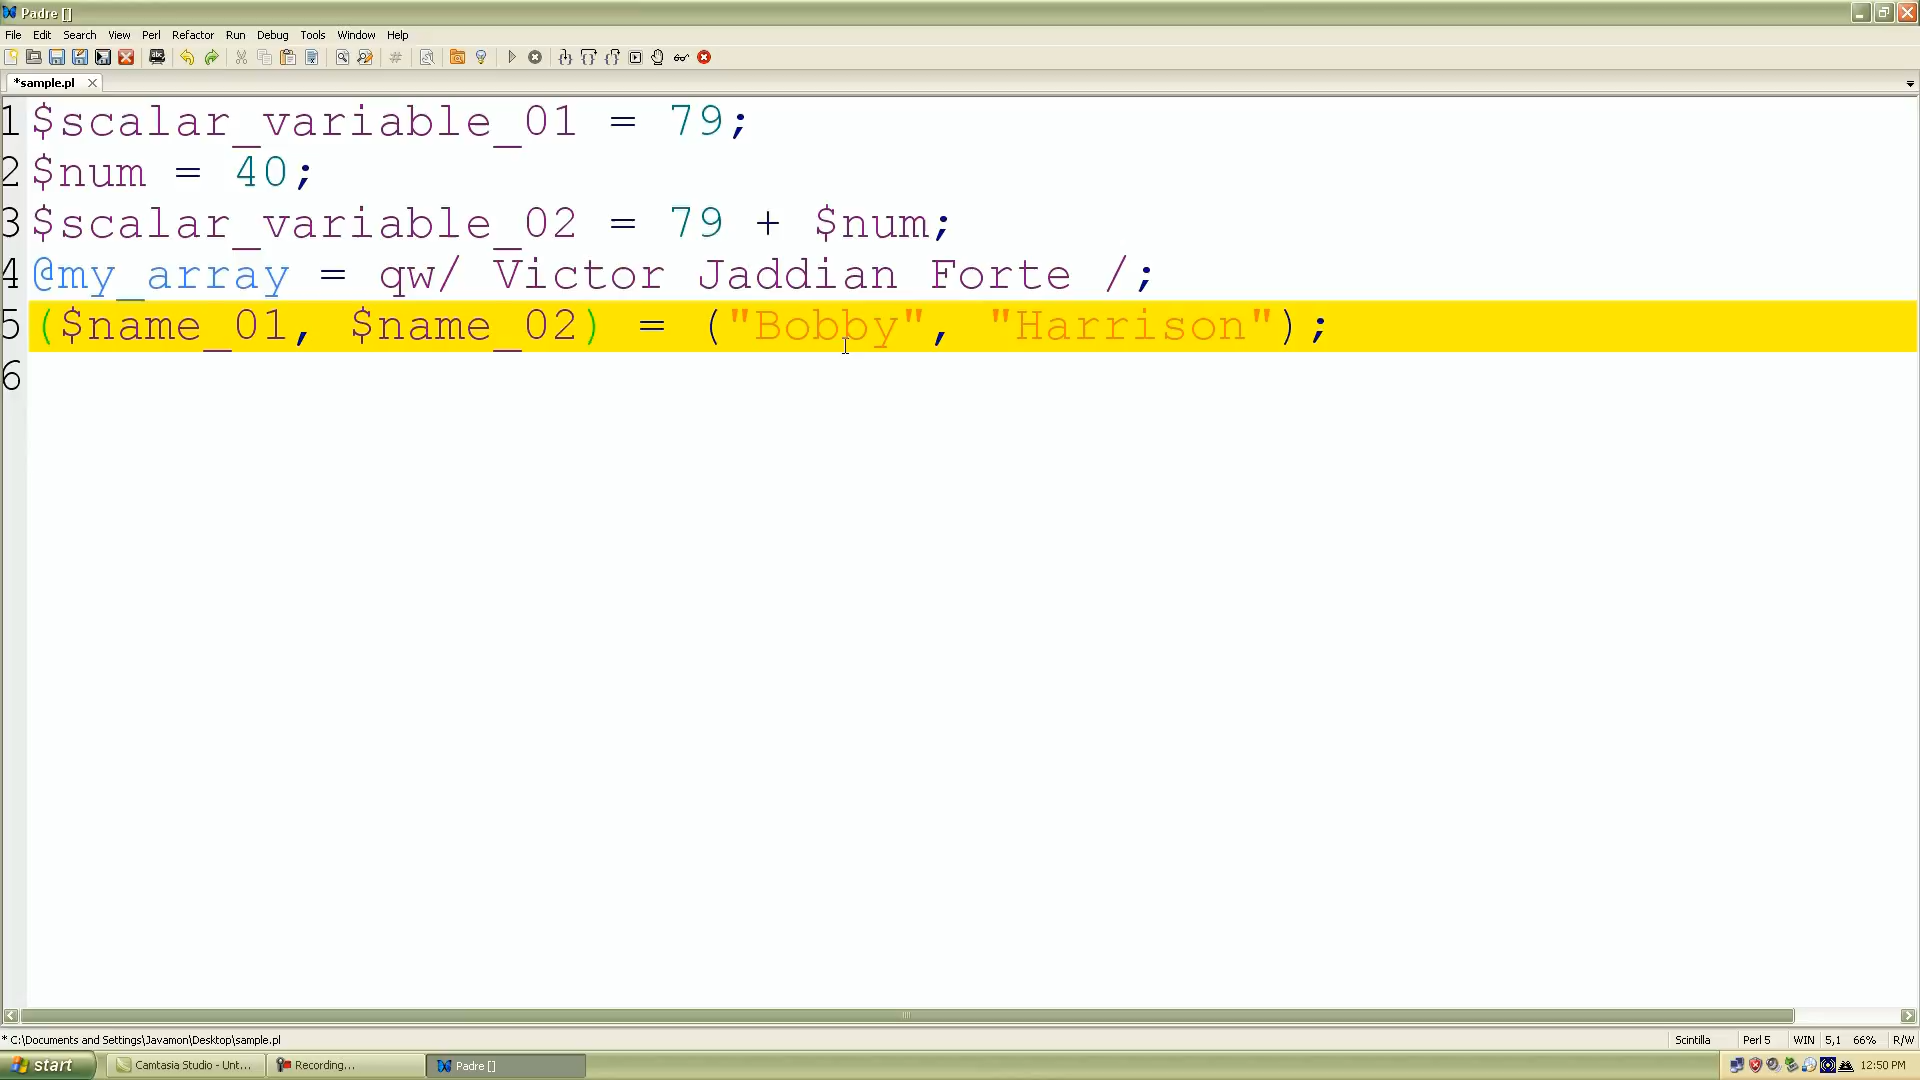 Padre []
File Edit Search View Perl Refactor Run Debug Tools Window Help
*sample.pl
1 $scalar_variable_01 = 79;
2 $num = 40;
3 $scalar_variable_02 = 79 + $num;
4 @my_array = qw/ Victor Jaddian Forte /;
5 ($name_01, $name_02) = ("Bobby", "Harrison");
6
* C:\Documents and Settings\Javamon\Desktop\sample.pl Scintilla Perl 5 WIN 5,1 66% R/W
start Camtasia Studio - Unt... Recording... Padre [] 12:50 PM